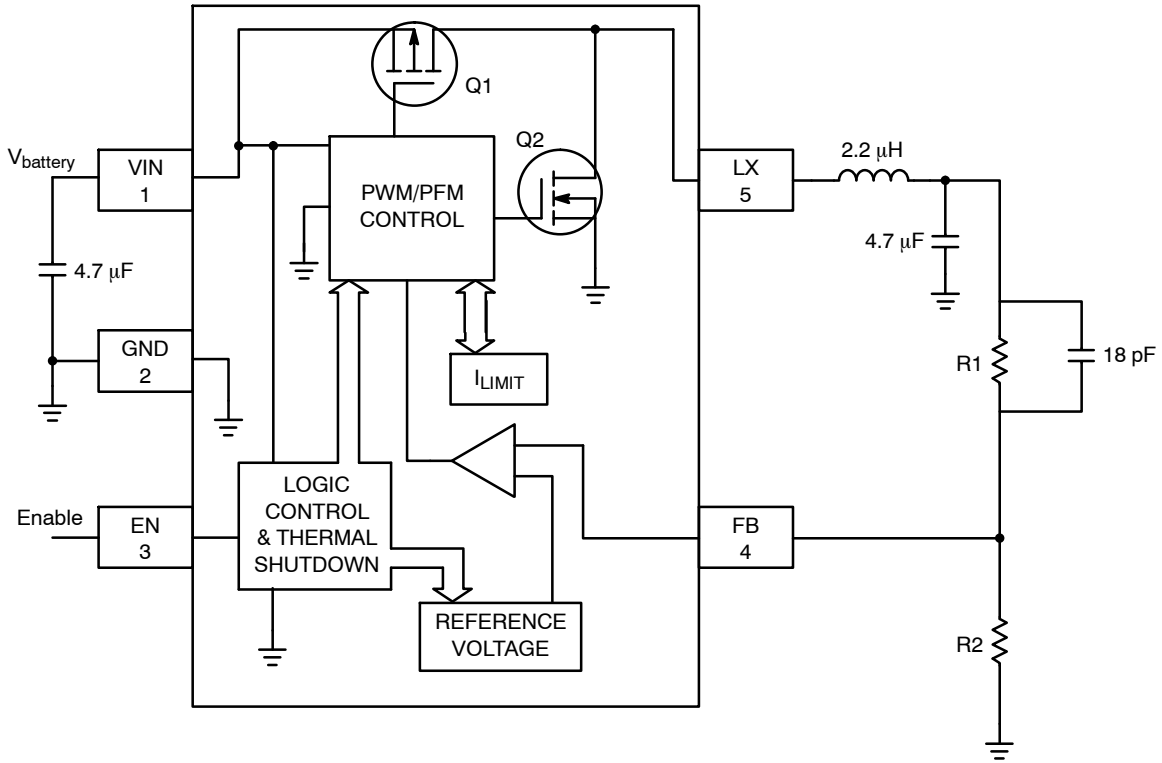 Q1
Q2
V_battery
VIN
1
LX
5
2.2 μH
PWM/PFM
CONTROL
4.7 μF
4.7 μF
GND
2
I_LIMIT
R1
18 pF
Enable
EN
3
LOGIC
CONTROL
& THERMAL
SHUTDOWN
FB
4
REFERENCE
VOLTAGE
R2